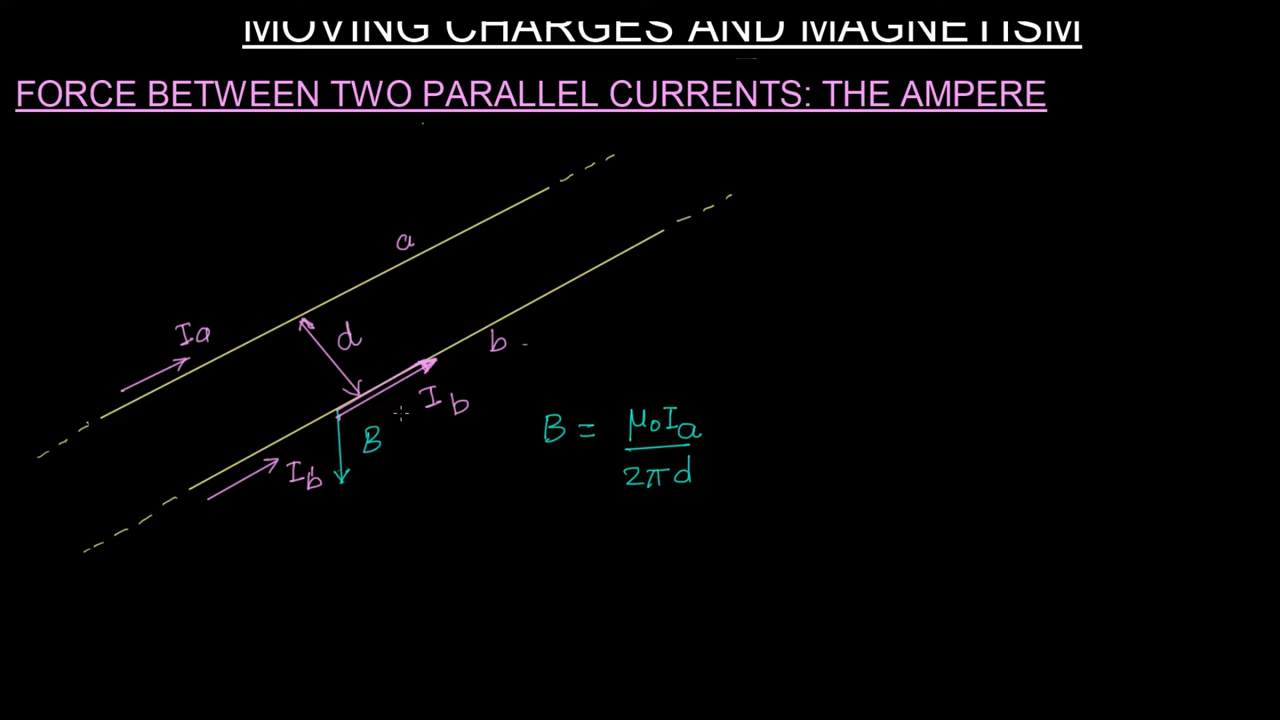 MOVING CHARGES AND MAGNETISM
FORCE BETWEEN TWO PARALLEL CURRENTS: THE AMPERE
a
Ia
d
b
Ib
B
Ib
B = μ₀Ia / 2πd